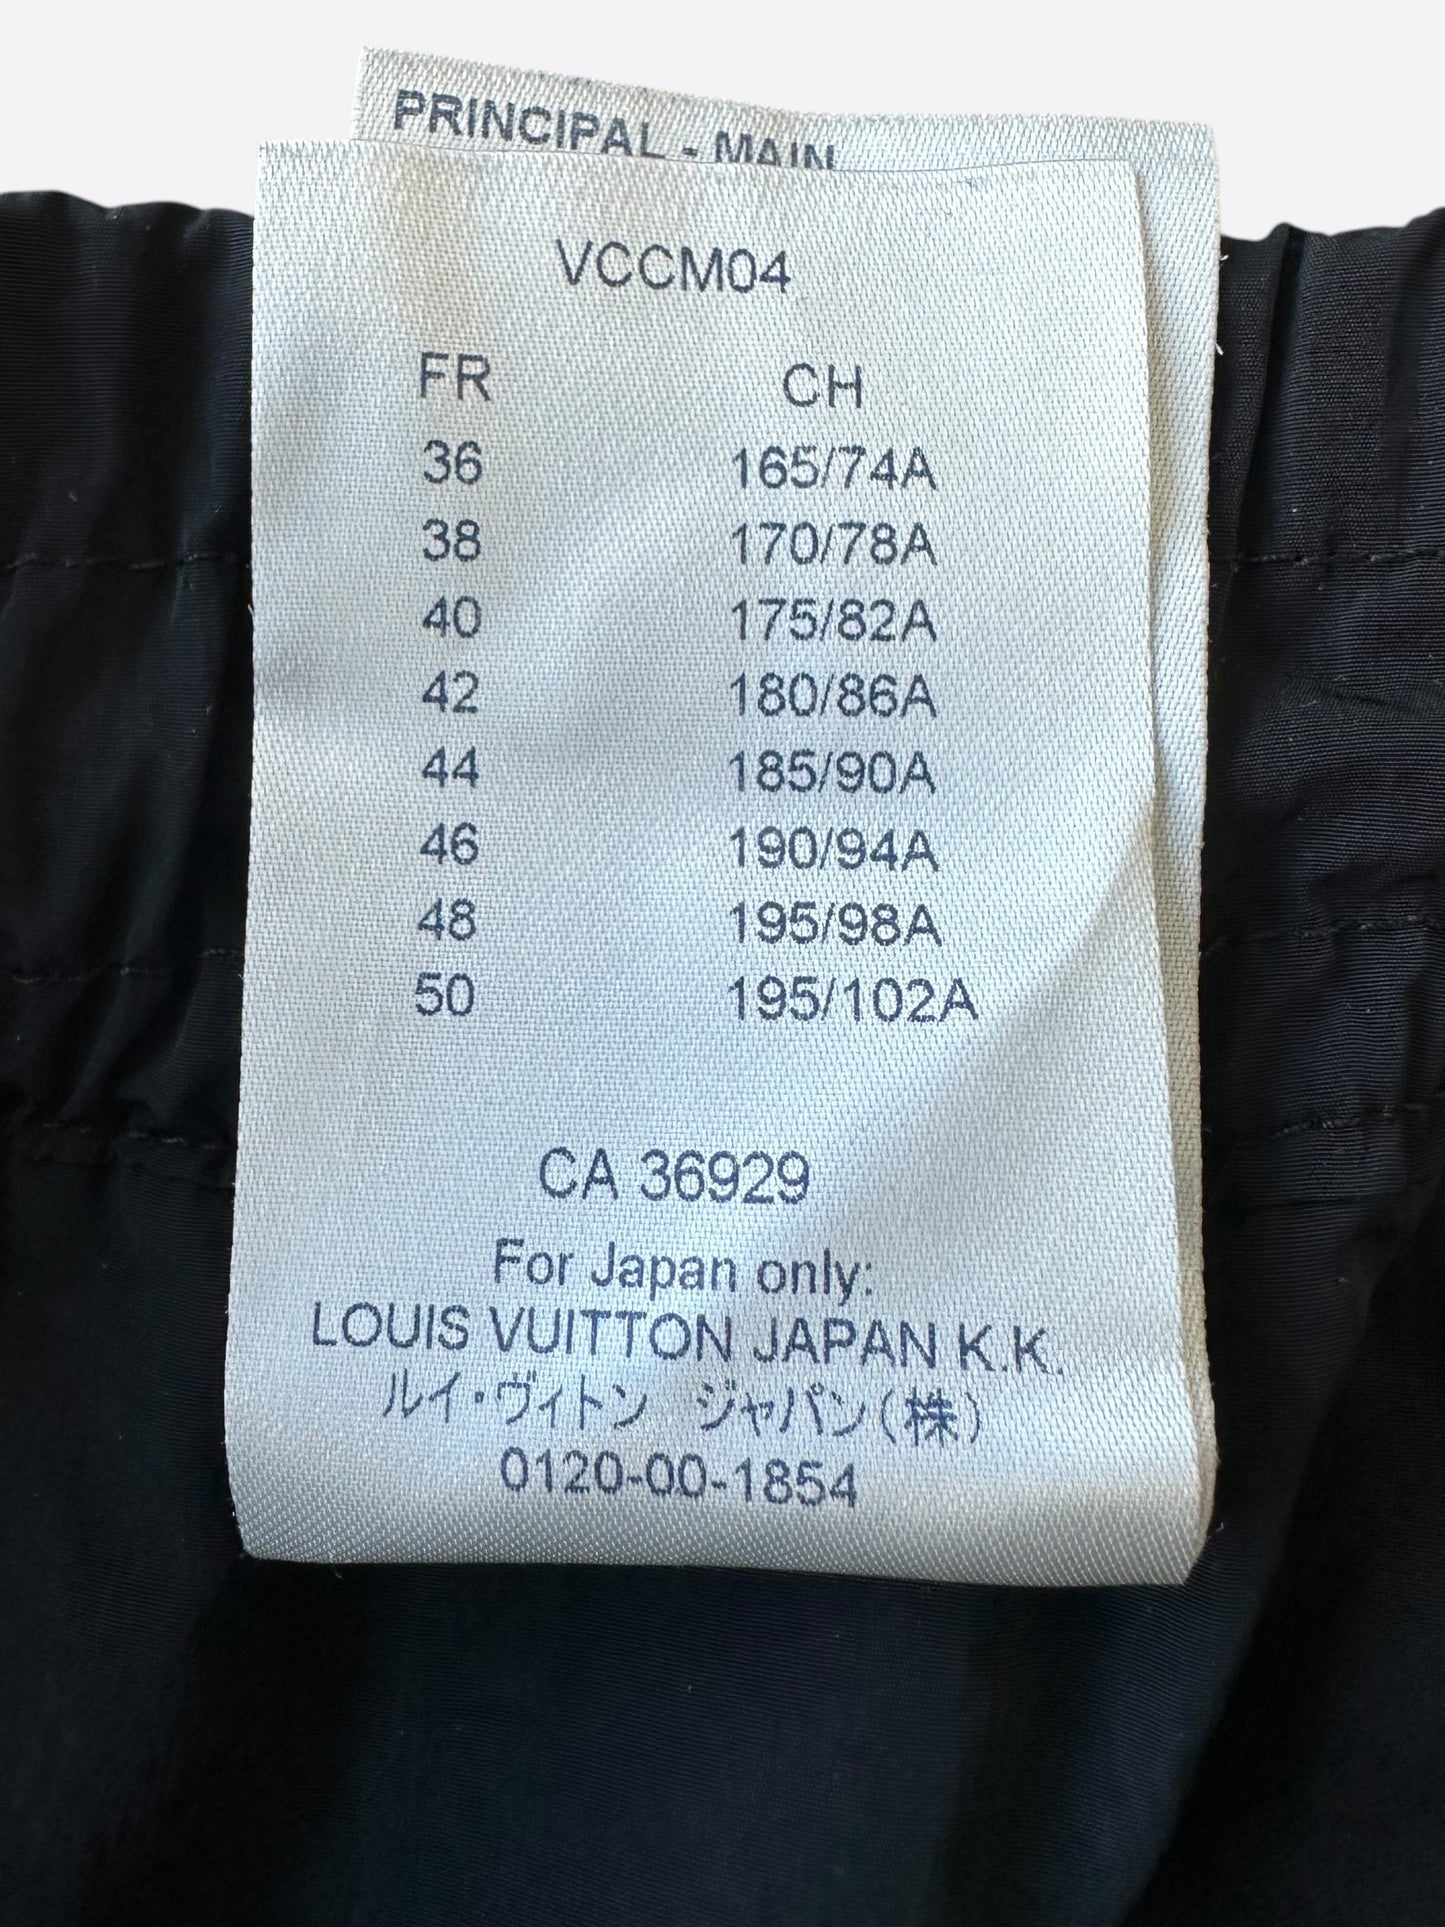 PRINCIPAL - MAIN
VCCM04
FR CH
36 165/74A
38 170/78A
40 175/82A
42 180/86A
44 185/90A
46 190/94A
48 195/98A
50 195/102A
CA 36929
For Japan only:
LOUIS VUITTON JAPAN K.K.
ルイ・ヴィトン ジャパン(株)
0120-00-1854